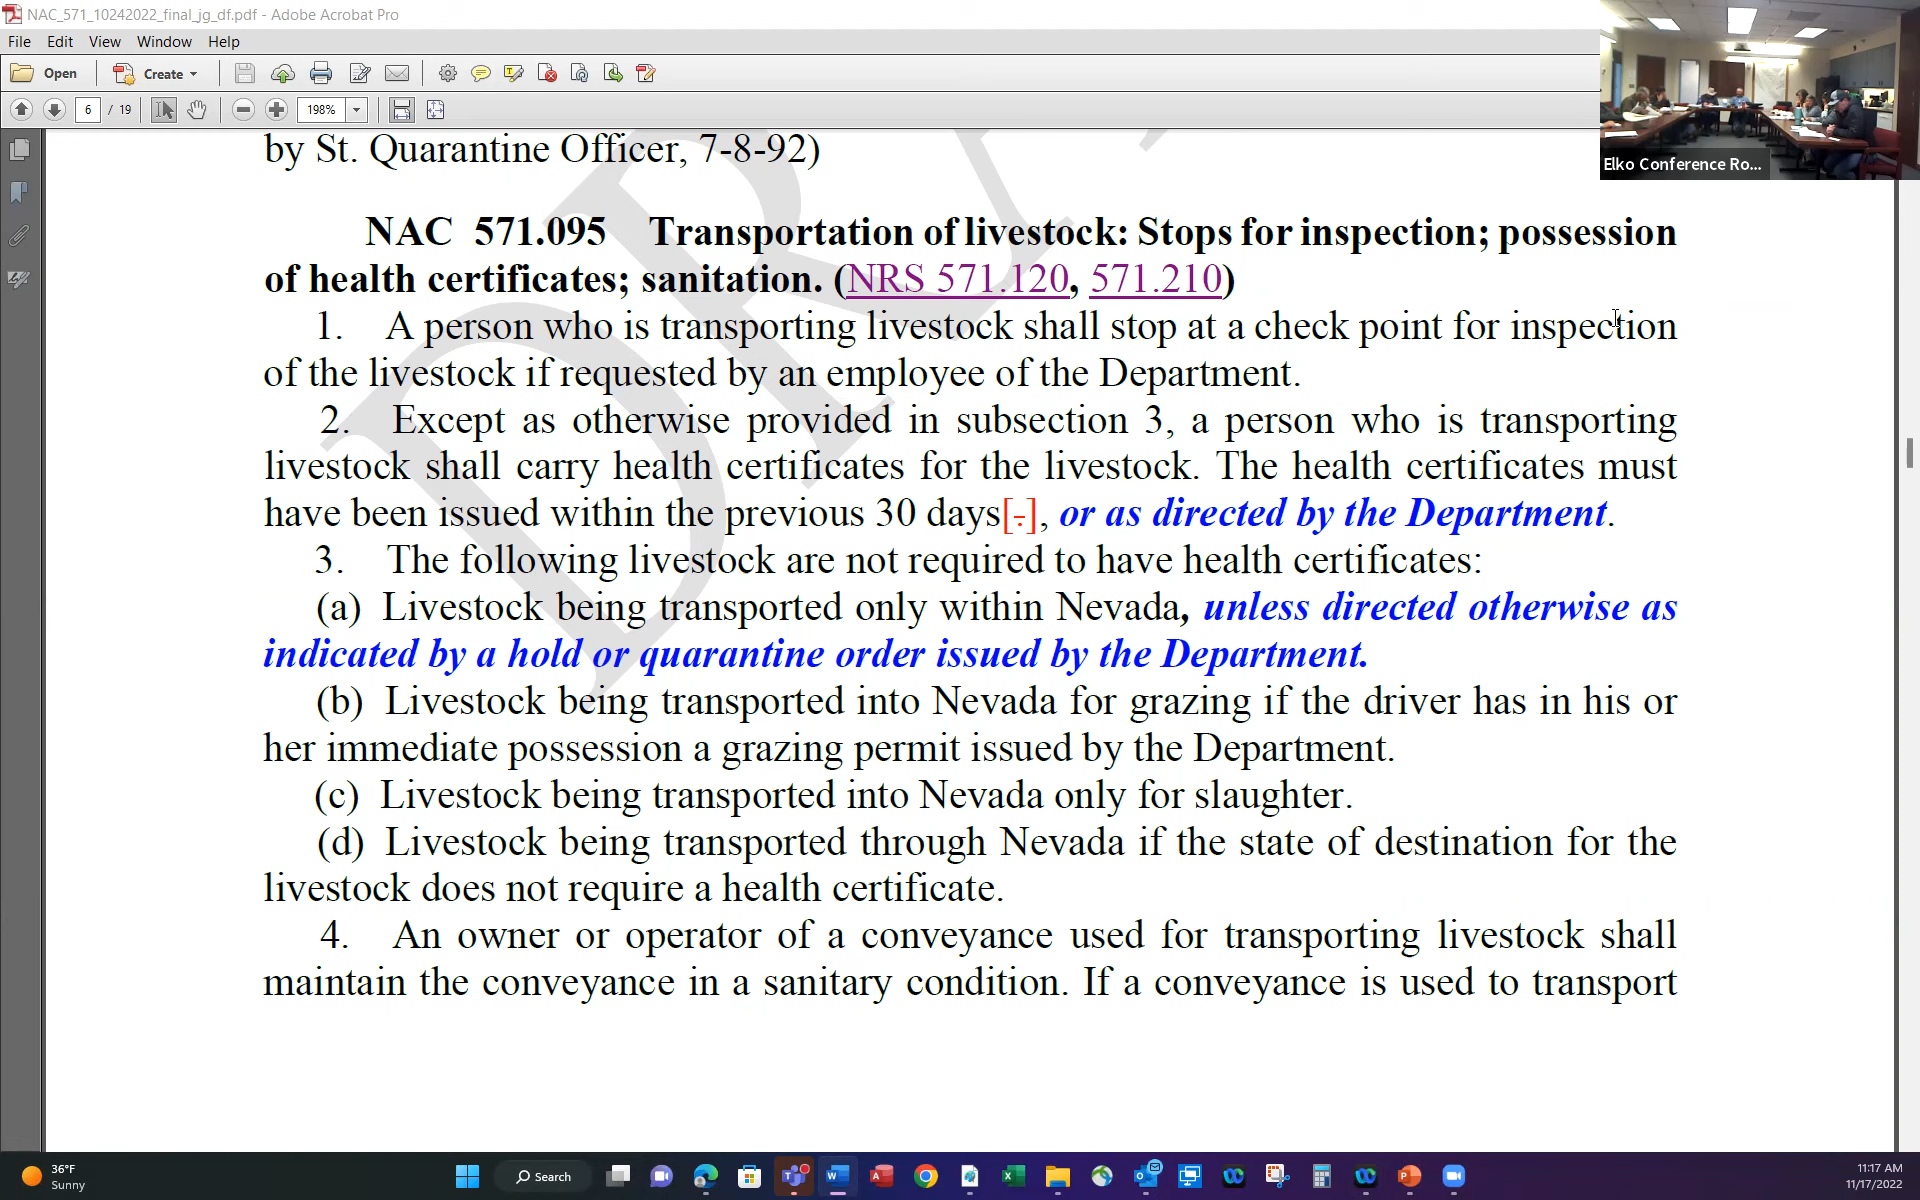 NAC_571_10242022_final_jg_df.pdf - Adobe Acrobat Pro
File Edit View Window Help
Open Create
6 / 19 198%
Elko Conference Ro...
by St. Quarantine Officer, 7-8-92)
NAC 571.095 Transportation of livestock: Stops for inspection; possession
of health certificates; sanitation. (NRS 571.120, 571.210)
1. A person who is transporting livestock shall stop at a check point for inspection
of the livestock if requested by an employee of the Department.
2. Except as otherwise provided in subsection 3, a person who is transporting
livestock shall carry health certificates for the livestock. The health certificates must
have been issued within the previous 30 days[.], or as directed by the Department.
3. The following livestock are not required to have health certificates:
(a) Livestock being transported only within Nevada, unless directed otherwise as
indicated by a hold or quarantine order issued by the Department.
(b) Livestock being transported into Nevada for grazing if the driver has in his or
her immediate possession a grazing permit issued by the Department.
(c) Livestock being transported into Nevada only for slaughter.
(d) Livestock being transported through Nevada if the state of destination for the
livestock does not require a health certificate.
4. An owner or operator of a conveyance used for transporting livestock shall
maintain the conveyance in a sanitary condition. If a conveyance is used to transport
36°F
Sunny
Search
11:17 AM
11/17/2022